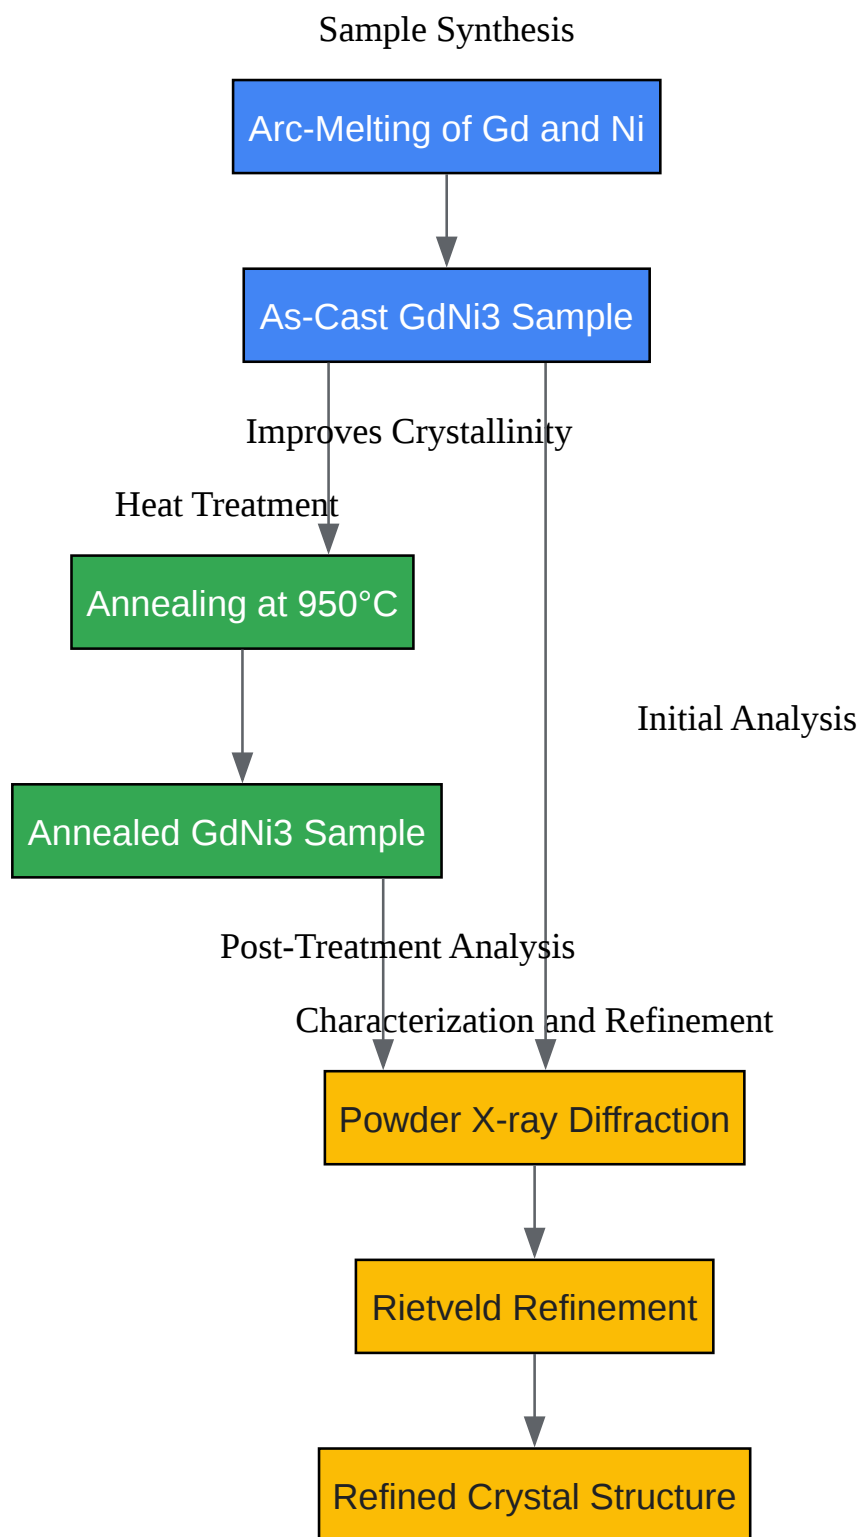 Sample Synthesis
Arc-Melting of Gd and Ni
As-Cast GdNi3 Sample
Improves Crystallinity
Heat Treatment
Annealing at 950°C
Initial Analysis
Annealed GdNi3 Sample
Post-Treatment Analysis
Characterization and Refinement
Powder X-ray Diffraction
Rietveld Refinement
Refined Crystal Structure